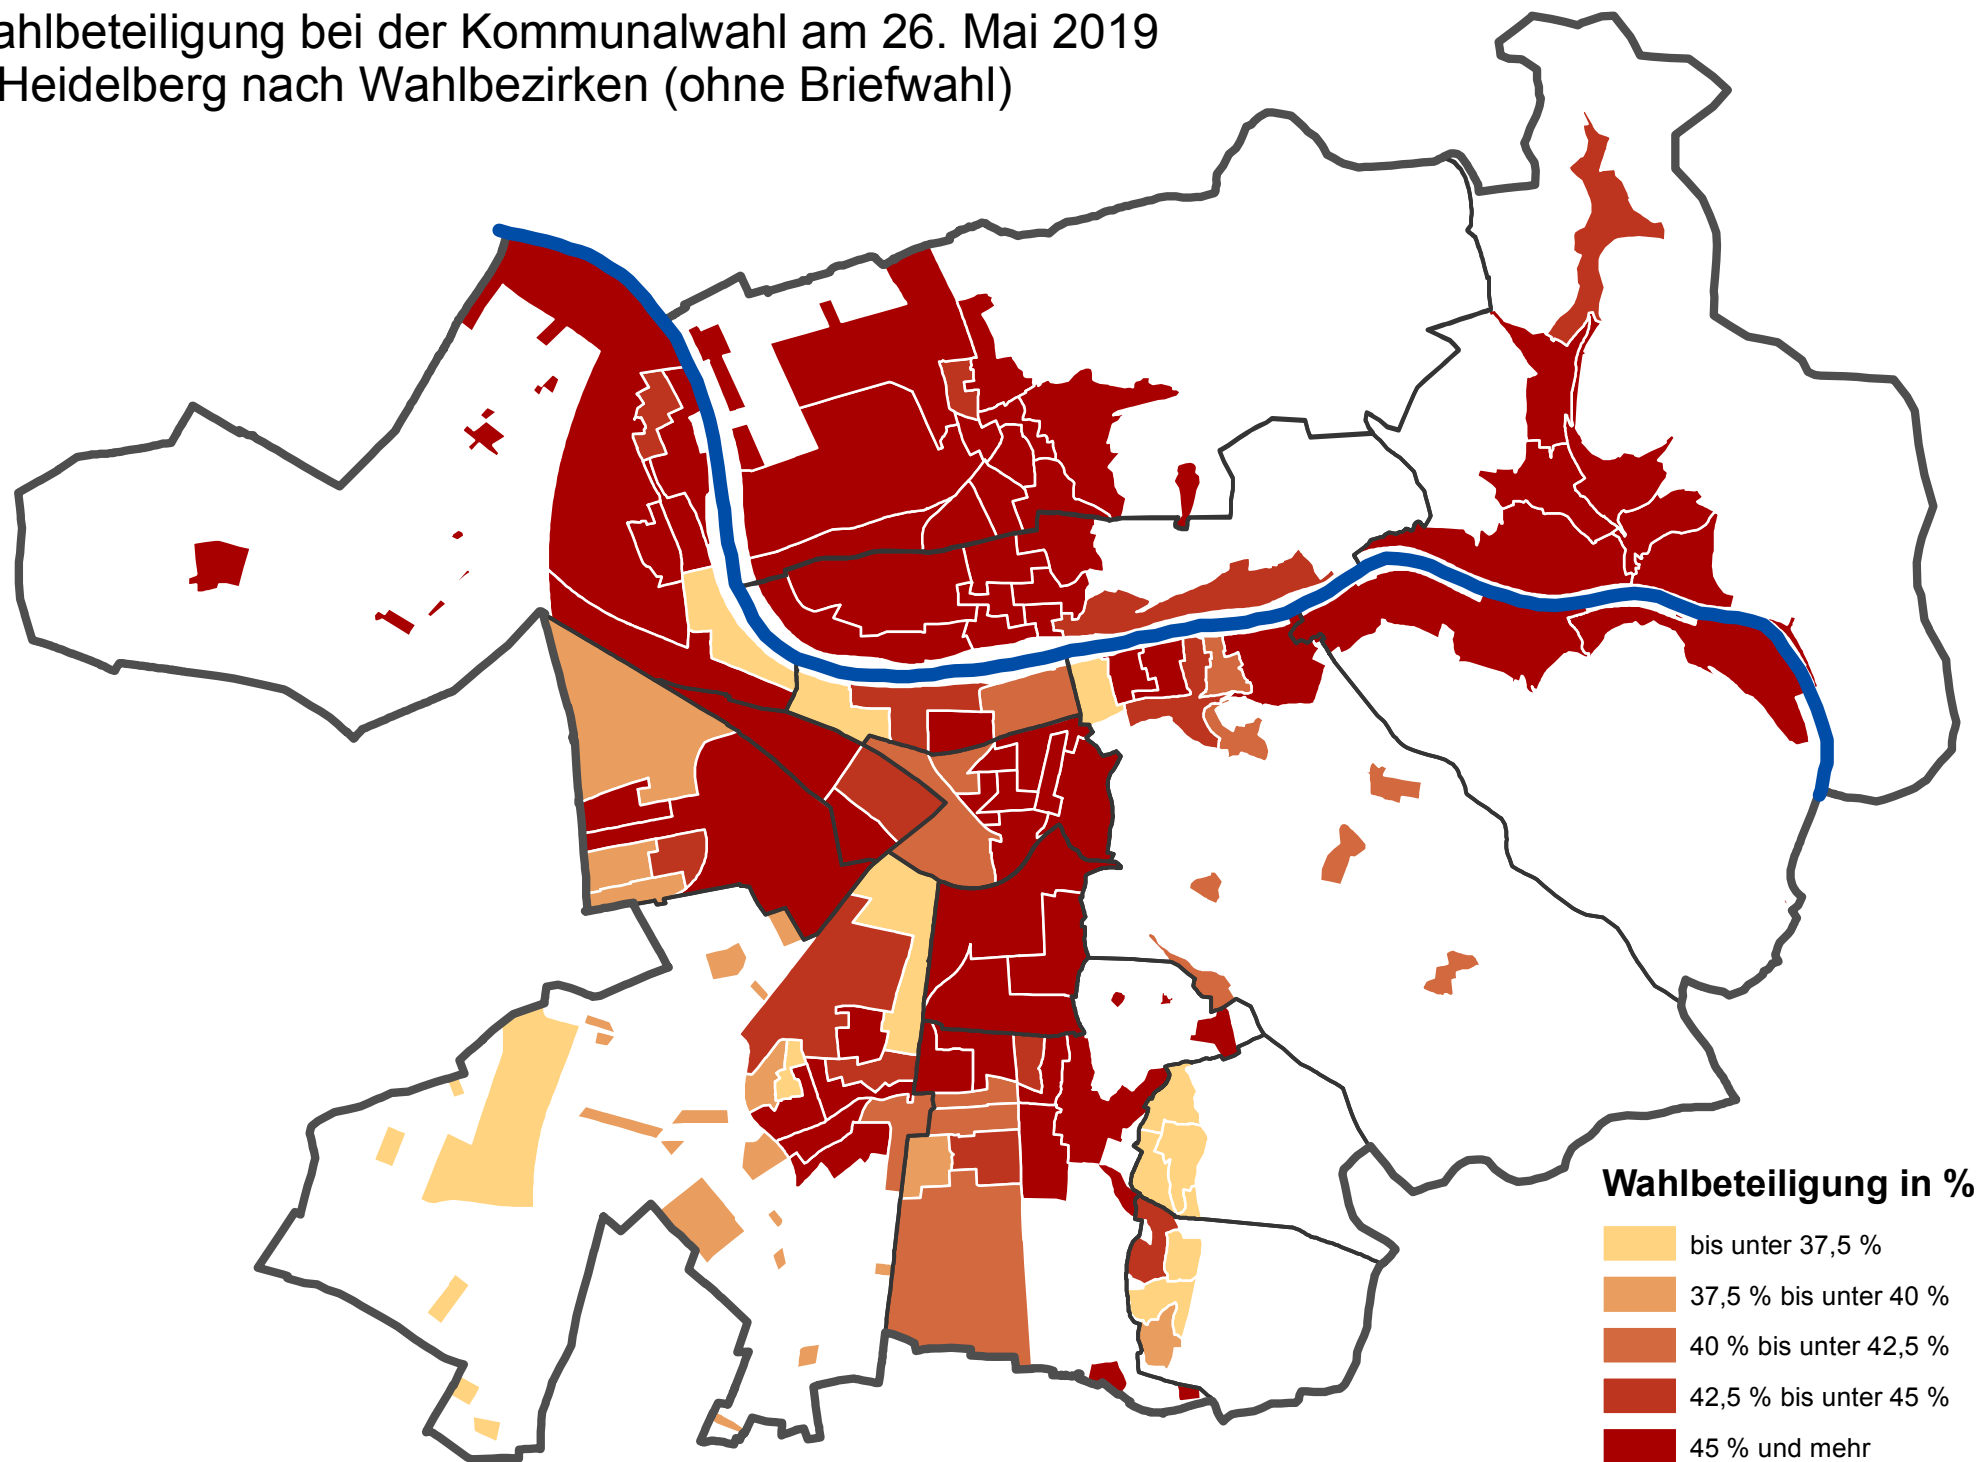 ahlbeteiligung bei der Kommunalwahl am 26. Mai 2019
Heidelberg nach Wahlbezirken (ohne Briefwahl)
Wahlbeteiligung in %
bis unter 37,5 %
37,5 % bis unter 40 %
40 % bis unter 42,5 %
42,5 % bis unter 45 %
45 % und mehr